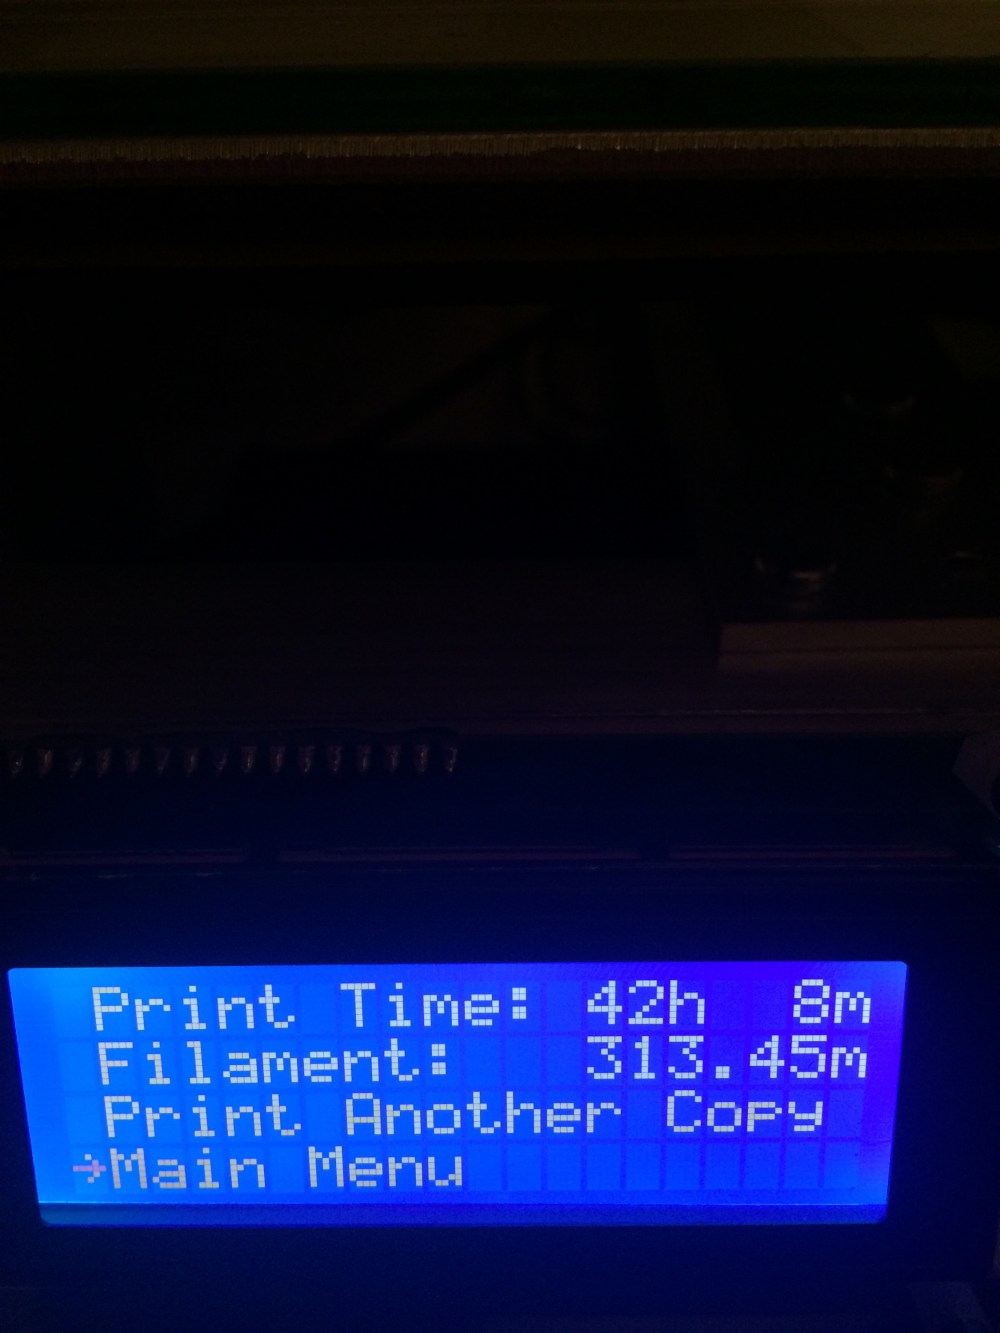 Print Time: 42h 8m
Filament: 313.45m
Print Another Copy
→Main Menu